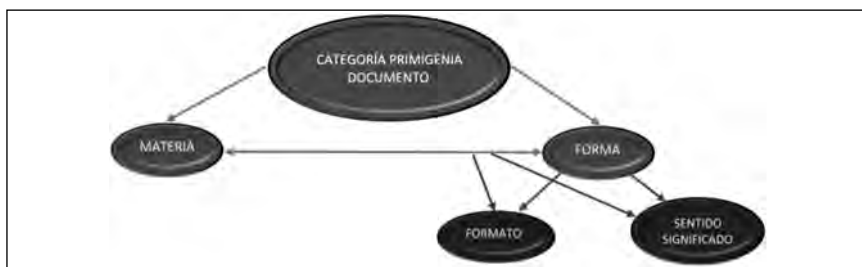 CATEGORÍA PRIMIGENIA
DOCUMENTO
MATERIA
FORMA
FORMATO
SENTIDO
SIGNIFICADO